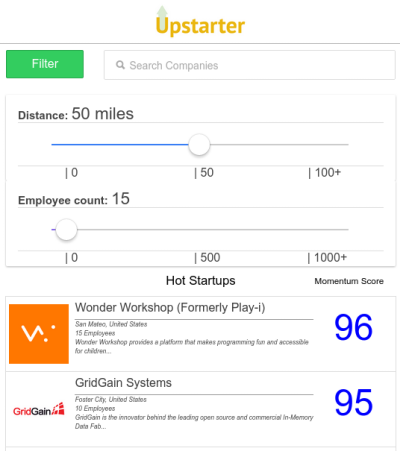 Upstarter
Filter
Search Companies
Distance: 50 miles
| 0 | 50 | 100+
Employee count: 15
| 0 | 500 | 1000+
Hot Startups Momentum Score
Wonder Workshop (Formerly Play-i)
San Mateo, United States
15 Employees
Wonder Workshop provides a platform that makes programming fun and accessible
for children...
96
GridGain
GridGain Systems
Foster City, United States
10 Employees
GridGain is the innovator behind the leading open source and commercial In-Memory
Data Fab...
95